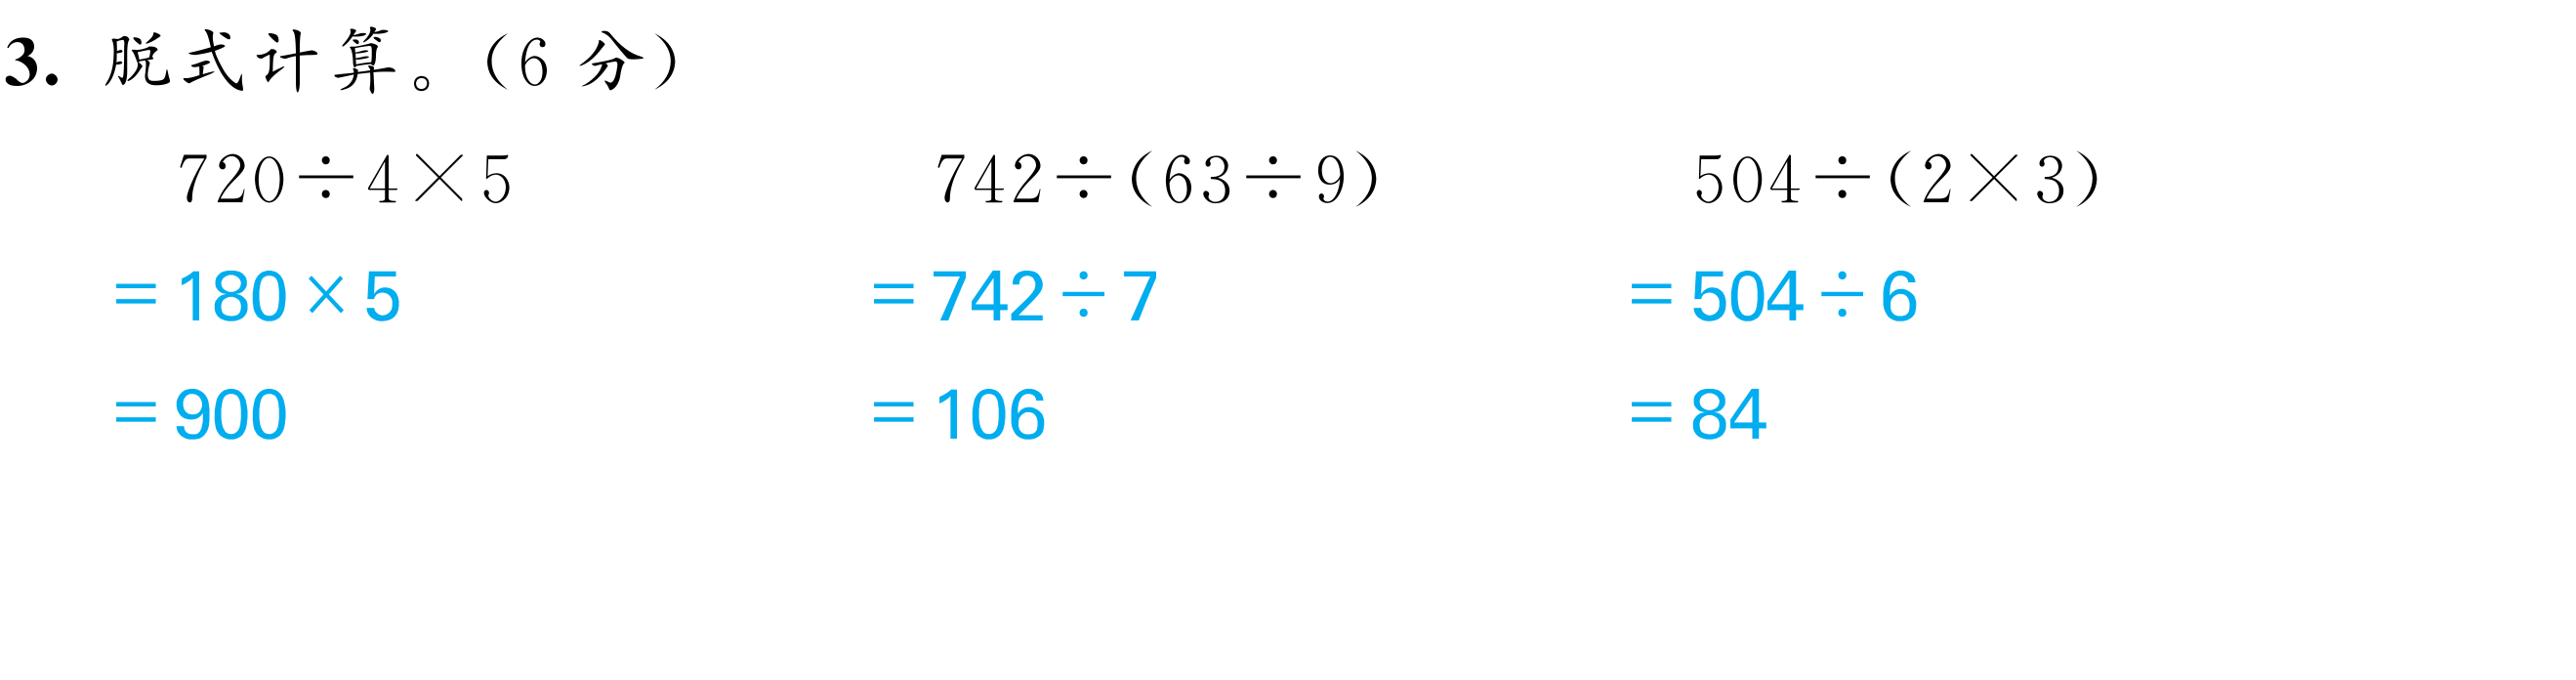 3. 脱式计算。(6 分)
720÷4×5 742÷(63÷9) 504÷(2×3)
=180×5 =742÷7 =504÷6
=900 =106 =84